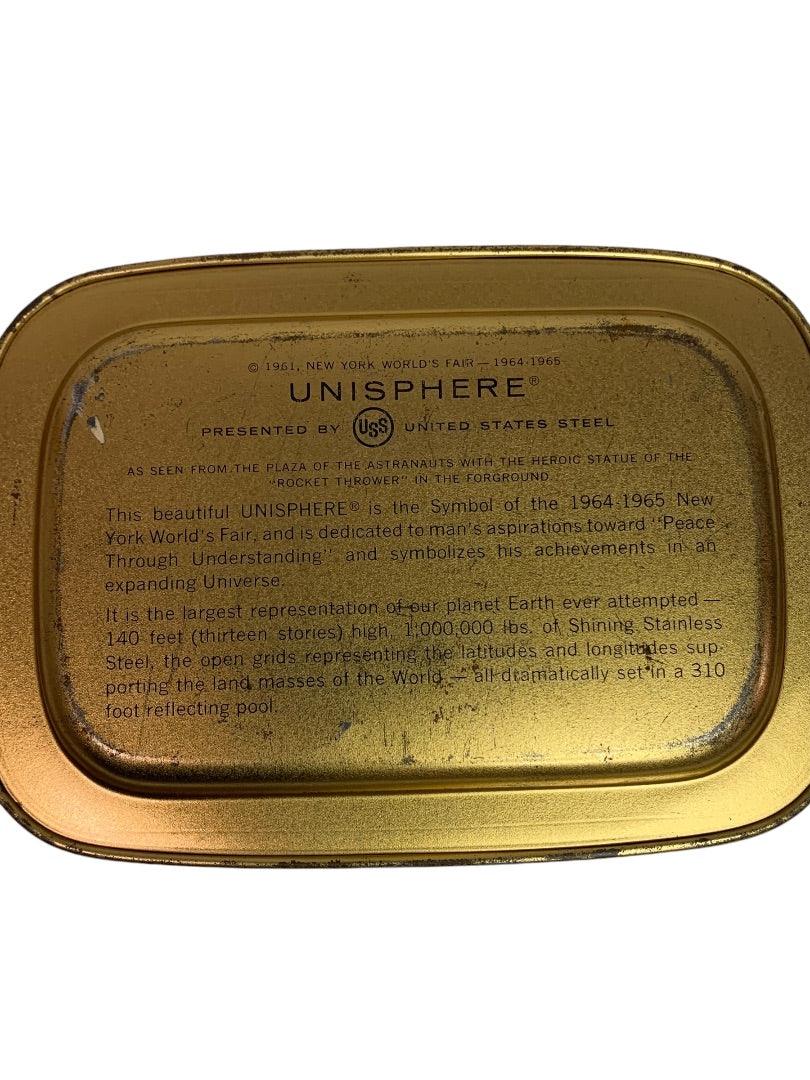 © 1961, NEW YORK WORLD'S FAIR — 1964-1965
UNISPHERE®
PRESENTED BY USS UNITED STATES STEEL
AS SEEN FROM THE PLAZA OF THE ASTRANAUTS WITH THE HEROIC STATUE OF THE
"ROCKET THROWER" IN THE FORGROUND.
This beautiful UNISPHERE® is the Symbol of the 1964-1965 New
York World's Fair, and is dedicated to man's aspirations toward "Peace
Through Understanding" and symbolizes his achievements in an
expanding Universe.
It is the largest representation of our planet Earth ever attempted —
140 feet (thirteen stories) high, 1,000,000 lbs. of Shining Stainless
Steel, the open grids representing the latitudes and longitudes sup-
porting the land masses of the World — all dramatically set in a 310
foot reflecting pool.